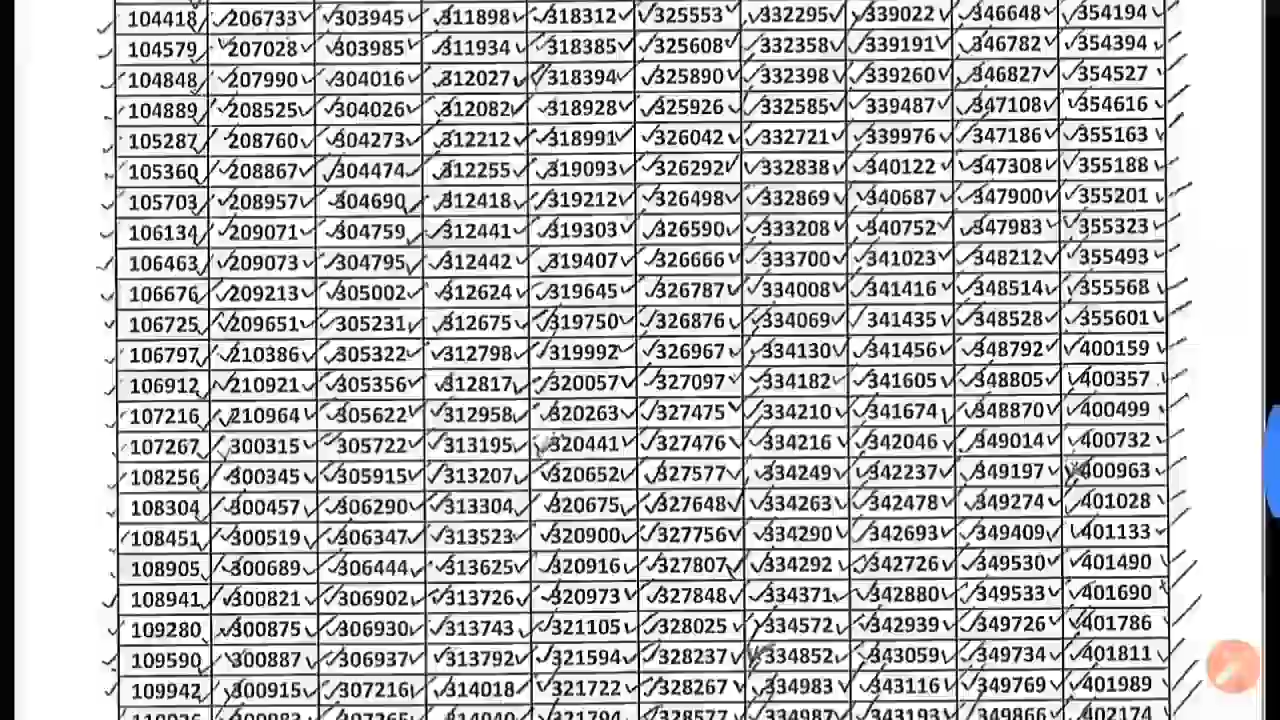 104418 206733 303945 311898 318312 325553 332295 339022 346648 354194
104579 207028 303985 311934 318385 325608 332358 339191 346782 354394
104848 207990 304016 312027 318394 325890 332398 339260 346827 354527
104889 208525 304026 312082 318928 325926 332585 339487 347108 354616
105287 208760 304273 312212 318991 326042 332721 339976 347186 355163
105360 208867 304474 312255 319093 326292 332838 340122 347308 355188
105703 208957 304690 312418 319212 326498 332869 340687 347900 355201
106134 209071 304759 312441 319303 326590 333208 340752 347983 355323
106463 209073 304795 312442 319407 326666 333700 341023 348212 355493
106676 209213 305002 312624 319645 326787 334008 341416 348514 355568
106725 209651 305231 312675 319750 326876 334069 341435 348528 355601
106797 210386 305322 312798 319992 326967 334130 341456 348792 400159
106912 210921 305356 312817 320057 327097 334182 341605 348805 400357
107216 210964 305622 312958 320263 327475 334210 341674 348870 400499
107267 300315 305722 313195 320441 327476 334216 342046 349014 400732
108256 300345 305915 313207 320652 327577 334249 342237 349197 400963
108304 300457 306290 313304 320675 327648 334263 342478 349274 401028
108451 300519 306347 313523 320900 327756 334290 342693 349409 401133
108905 300689 306444 313625 320916 327807 334292 342726 349530 401490
108941 300821 306902 313726 320973 327848 334371 342880 349533 401690
109280 300875 306930 313743 321105 328025 334572 342939 349726 401786
109590 300887 306937 313792 321594 328237 334852 343059 349734 401811
109942 300915 307216 314018 321722 328267 334983 343116 349769 401989
328577 334987 343193 349866 402174